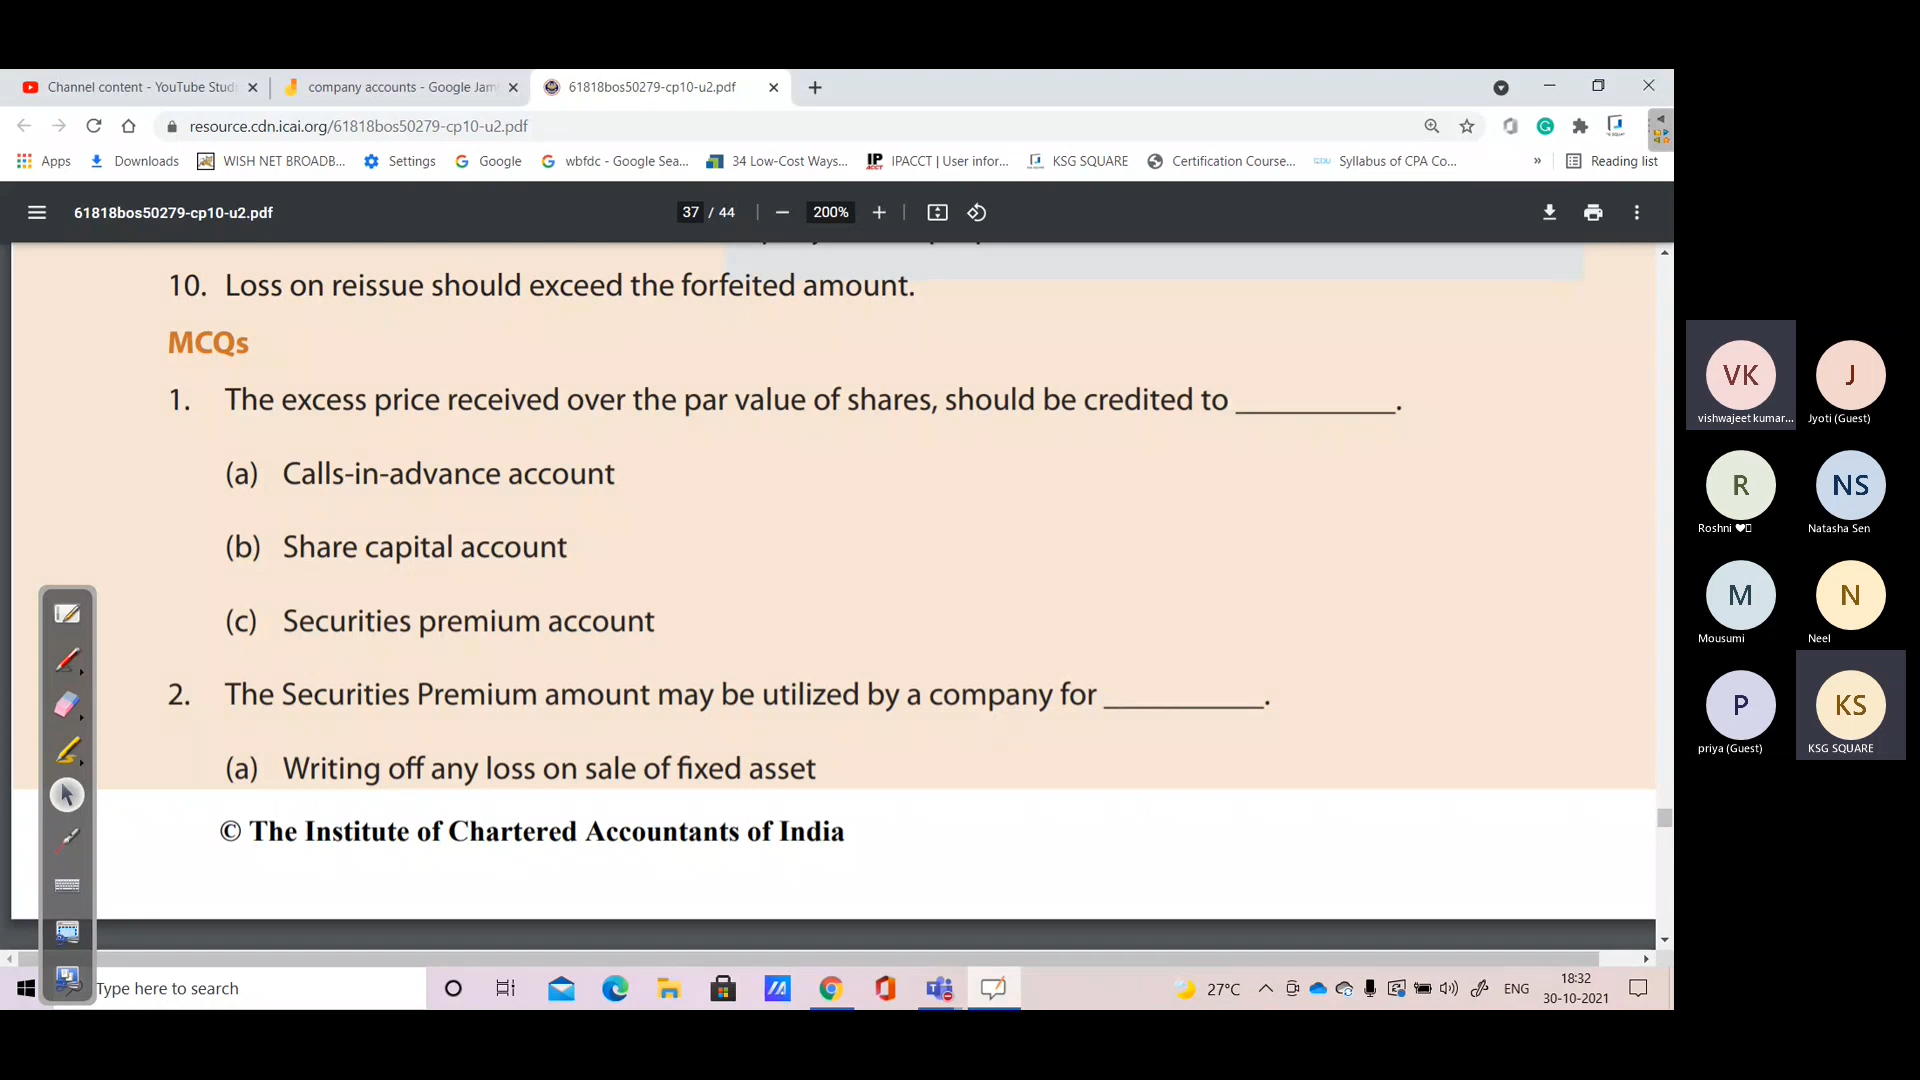 Channel content - YouTube Stud
company accounts - Google Jam
61818bos50279-cp10-u2.pdf
resource.cdn.icai.org/61818bos50279-cp10-u2.pdf
Apps
Downloads
WISH NET BROADB...
Settings
Google
wbfdc - Google Sea...
34 Low-Cost Ways...
IPACCT | User infor...
KSG SQUARE
Certification Course...
Syllabus of CPA Co...
»
Reading list
61818bos50279-cp10-u2.pdf
37 / 44
200%
10. Loss on reissue should exceed the forfeited amount.
MCQs
1. The excess price received over the par value of shares, should be credited to __________.
(a) Calls-in-advance account
(b) Share capital account
(c) Securities premium account
2. The Securities Premium amount may be utilized by a company for __________.
(a) Writing off any loss on sale of fixed asset
© The Institute of Chartered Accountants of India
VK
vishwajeet kumar...
J
Jyoti (Guest)
R
Roshni ❤
NS
Natasha Sen
M
Mousumi
N
Neel
P
priya (Guest)
KS
KSG SQUARE
Type here to search
27°C
ENG
18:32
30-10-2021